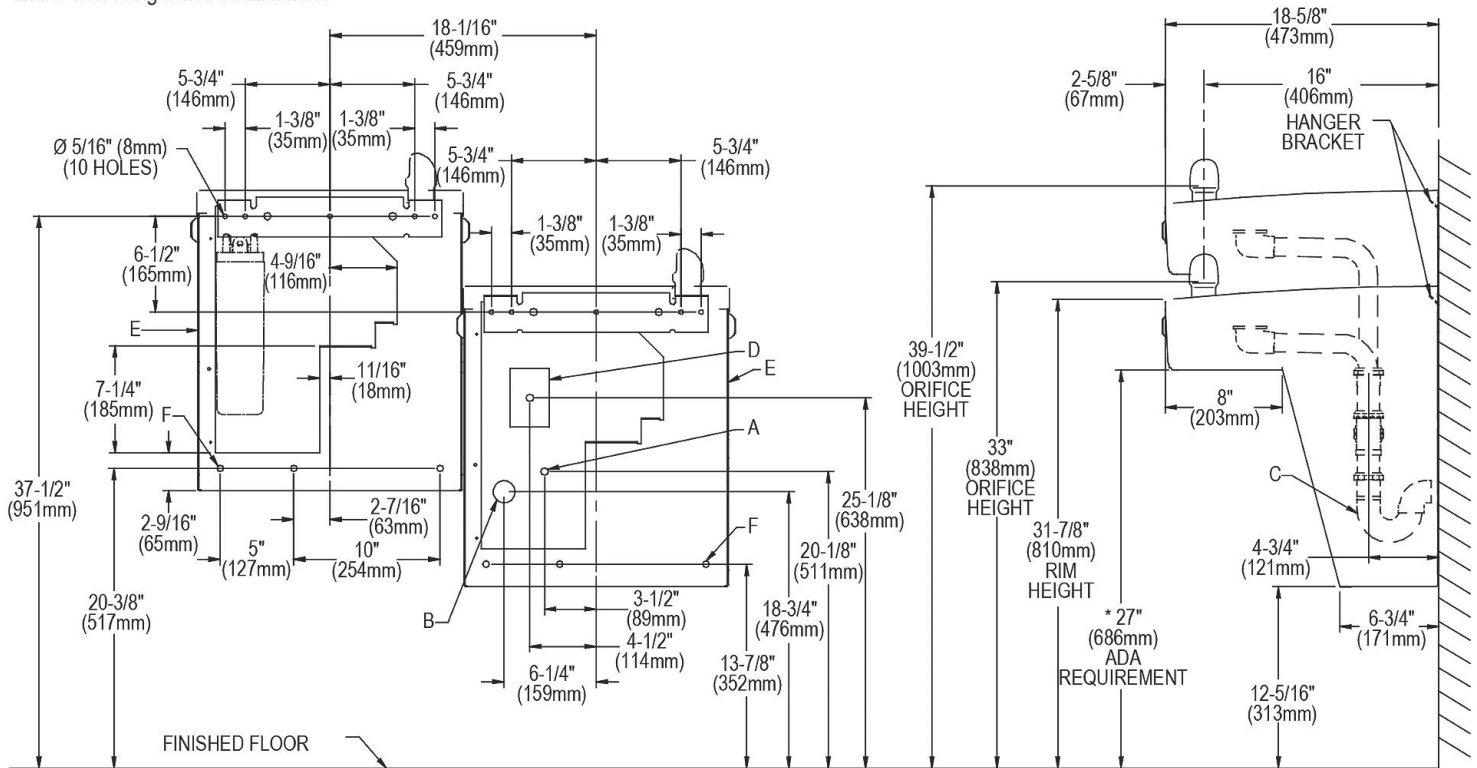 18-1/16"
(459mm)
5-3/4"
(146mm)
5-3/4"
(146mm)
1-3/8"
(35mm)
1-3/8"
(35mm)
Ø 5/16" (8mm)
(10 HOLES)
5-3/4"
(146mm)
5-3/4"
(146mm)
1-3/8"
(35mm)
1-3/8"
(35mm)
6-1/2"
(165mm)
4-9/16"
(116mm)
E
11/16"
(18mm)
7-1/4"
(185mm)
F
D
E
A
37-1/2"
(951mm)
2-9/16"
(65mm)
2-7/16"
(63mm)
5"
(127mm)
10"
(254mm)
F
25-1/8"
(638mm)
20-1/8"
(511mm)
20-3/8"
(517mm)
B
3-1/2"
(89mm)
18-3/4"
(476mm)
4-1/2"
(114mm)
6-1/4"
(159mm)
13-7/8"
(352mm)
FINISHED FLOOR
18-5/8"
(473mm)
2-5/8"
(67mm)
16"
(406mm)
HANGER
BRACKET
39-1/2"
(1003mm)
ORIFICE
HEIGHT
8"
(203mm)
33"
(838mm)
ORIFICE
HEIGHT
C
31-7/8"
(810mm)
RIM
HEIGHT
4-3/4"
(121mm)
* 27"
(686mm)
ADA
REQUIREMENT
6-3/4"
(171mm)
12-5/16"
(313mm)